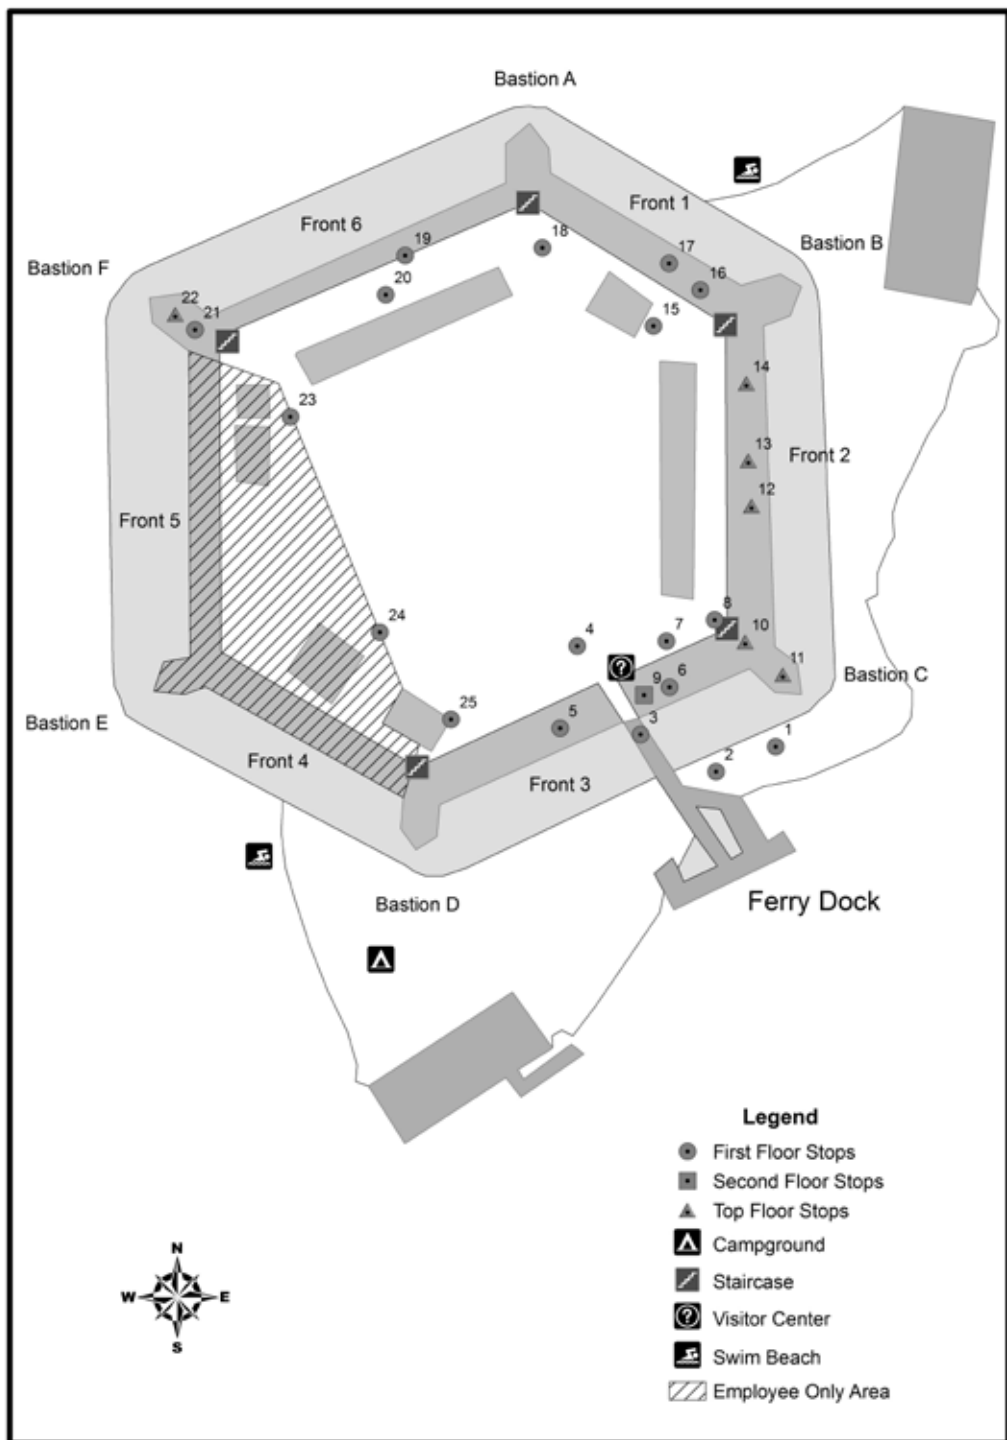 Bastion A
Front 1
Front 6
Bastion B
18
17
19
16
Bastion F
20
22
21
15
14
23
13
Front 2
12
Front 5
8
24
4
7
10
11
Bastion C
9
6
25
5
3
1
Bastion E
2
Front 4
Front 3
Bastion D
Ferry Dock
Legend
First Floor Stops
Second Floor Stops
Top Floor Stops
Campground
Staircase
? Visitor Center
Swim Beach
Employee Only Area
?
N
W E
S